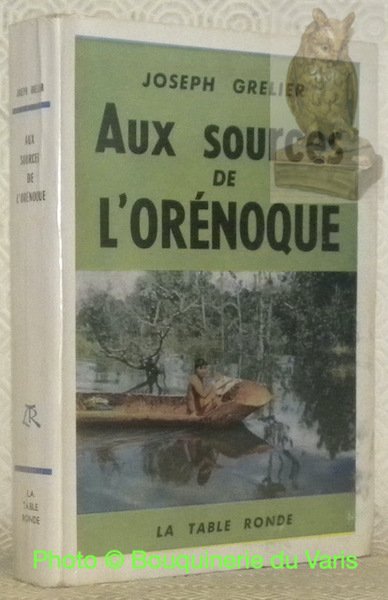 JOSEPH GRELIER
AUX
SOURCES
DE
L'ORÉNOQUE
LA
TABLE
RONDE
JOSEPH GRELIER
AUX SOURCES
DE
L'ORÉNOQUE
LA TABLE RONDE
Photo © Bouquinerie du Varis